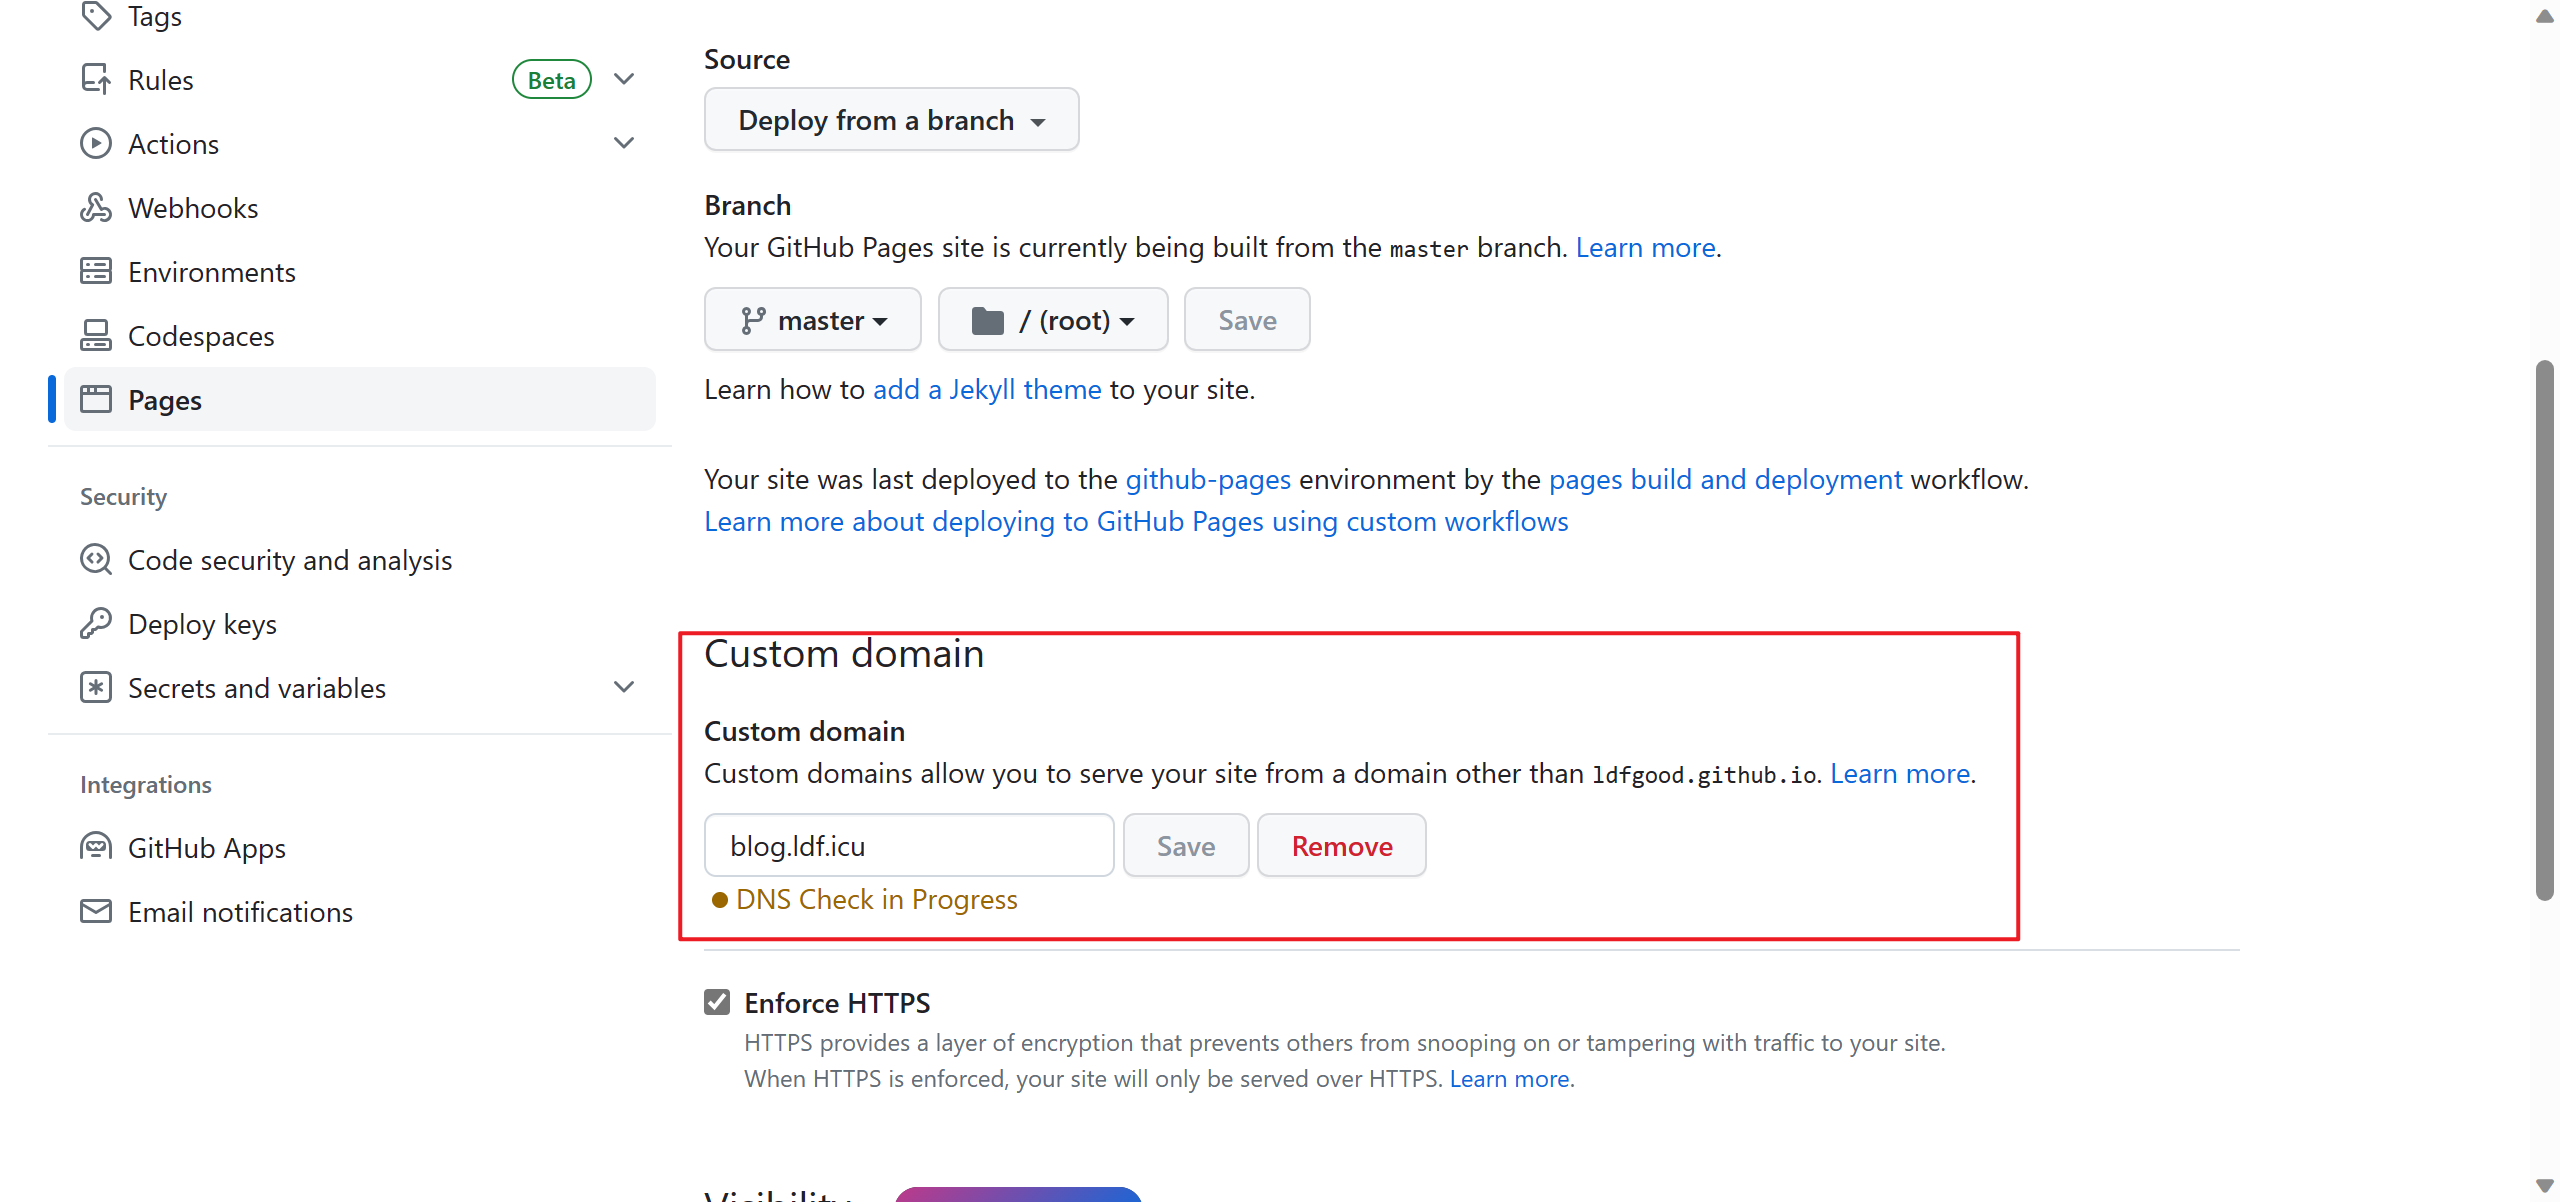 Tags
Rules
Beta
Actions
Webhooks
Environments
Codespaces
Pages
Security
Code security and analysis
Deploy keys
Secrets and variables
Integrations
GitHub Apps
Email notifications
Source
Deploy from a branch
Branch
Your GitHub Pages site is currently being built from the master branch. Learn more.
master
/ (root)
Save
Learn how to add a Jekyll theme to your site.
Your site was last deployed to the github-pages environment by the pages build and deployment workflow.
Learn more about deploying to GitHub Pages using custom workflows
Custom domain
Custom domain
Custom domains allow you to serve your site from a domain other than ldfgood.github.io. Learn more.
blog.ldf.icu
Save
Remove
DNS Check in Progress
Enforce HTTPS
HTTPS provides a layer of encryption that prevents others from snooping on or tampering with traffic to your site.
When HTTPS is enforced, your site will only be served over HTTPS. Learn more.
Visibility